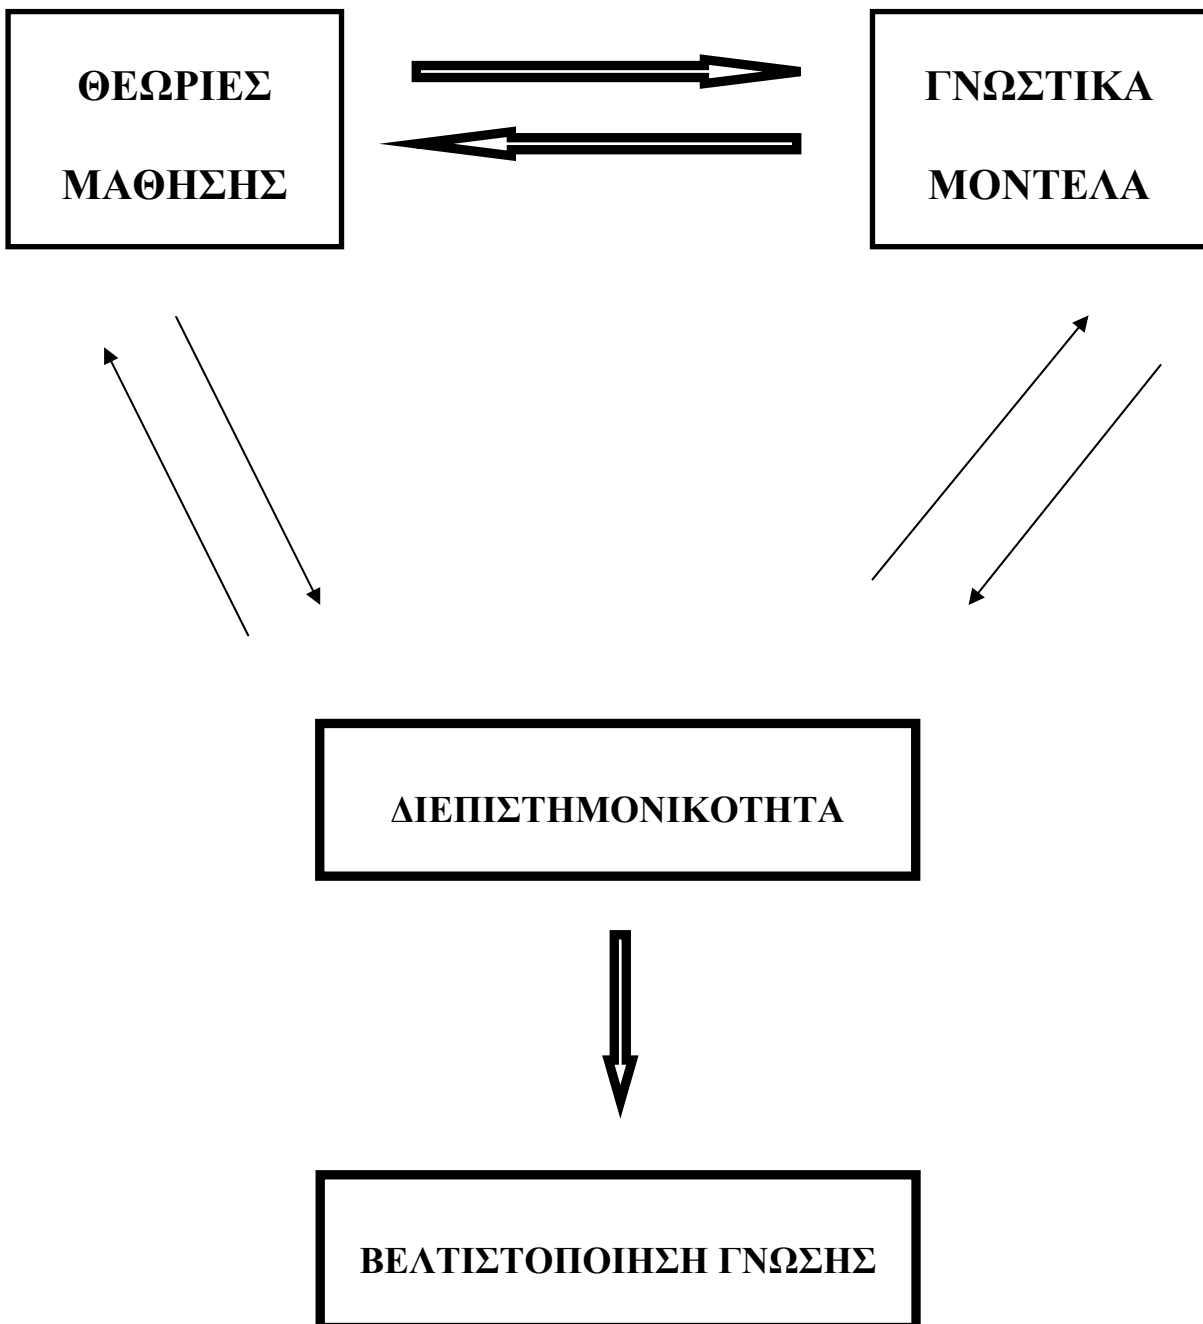 ΘΕΩΡΙΕΣ
ΜΑΘΗΣΗΣ
ΓΝΩΣΤΙΚΑ
ΜΟΝΤΕΛΑ
ΔΙΕΠΙΣΤΗΜΟΝΙΚΟΤΗΤΑ
ΒΕΛΤΙΣΤΟΠΟΙΗΣΗ ΓΝΩΣΗΣ